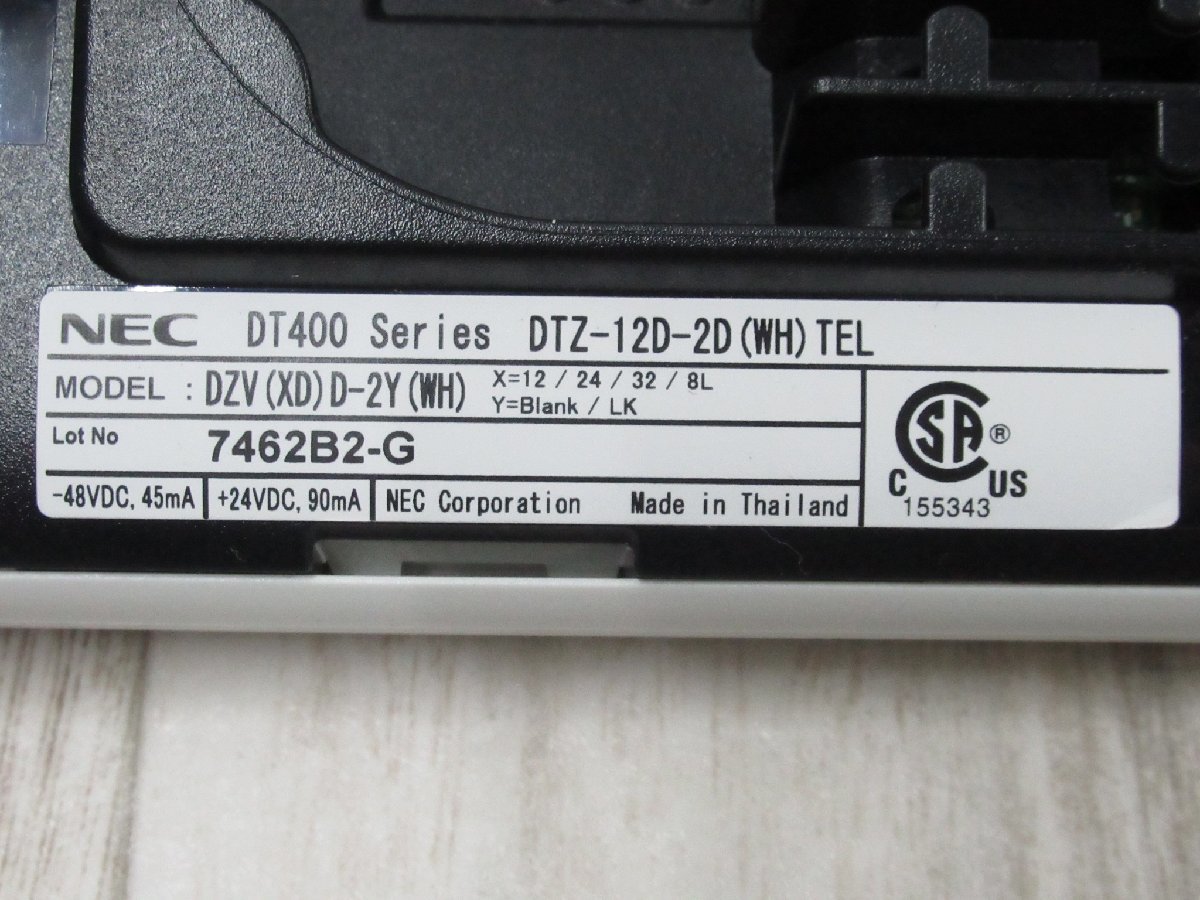 NEC DT400 Series DTZ-12D-2D(WH)TEL
MODEL : DZV(XD)D-2Y(WH) X=12 / 24 / 32 / 8L
Y=Blank / LK
Lot No 7462B2-G
-48VDC, 45mA +24VDC, 90mA NEC Corporation Made in Thailand
CSA ®
C US
155343